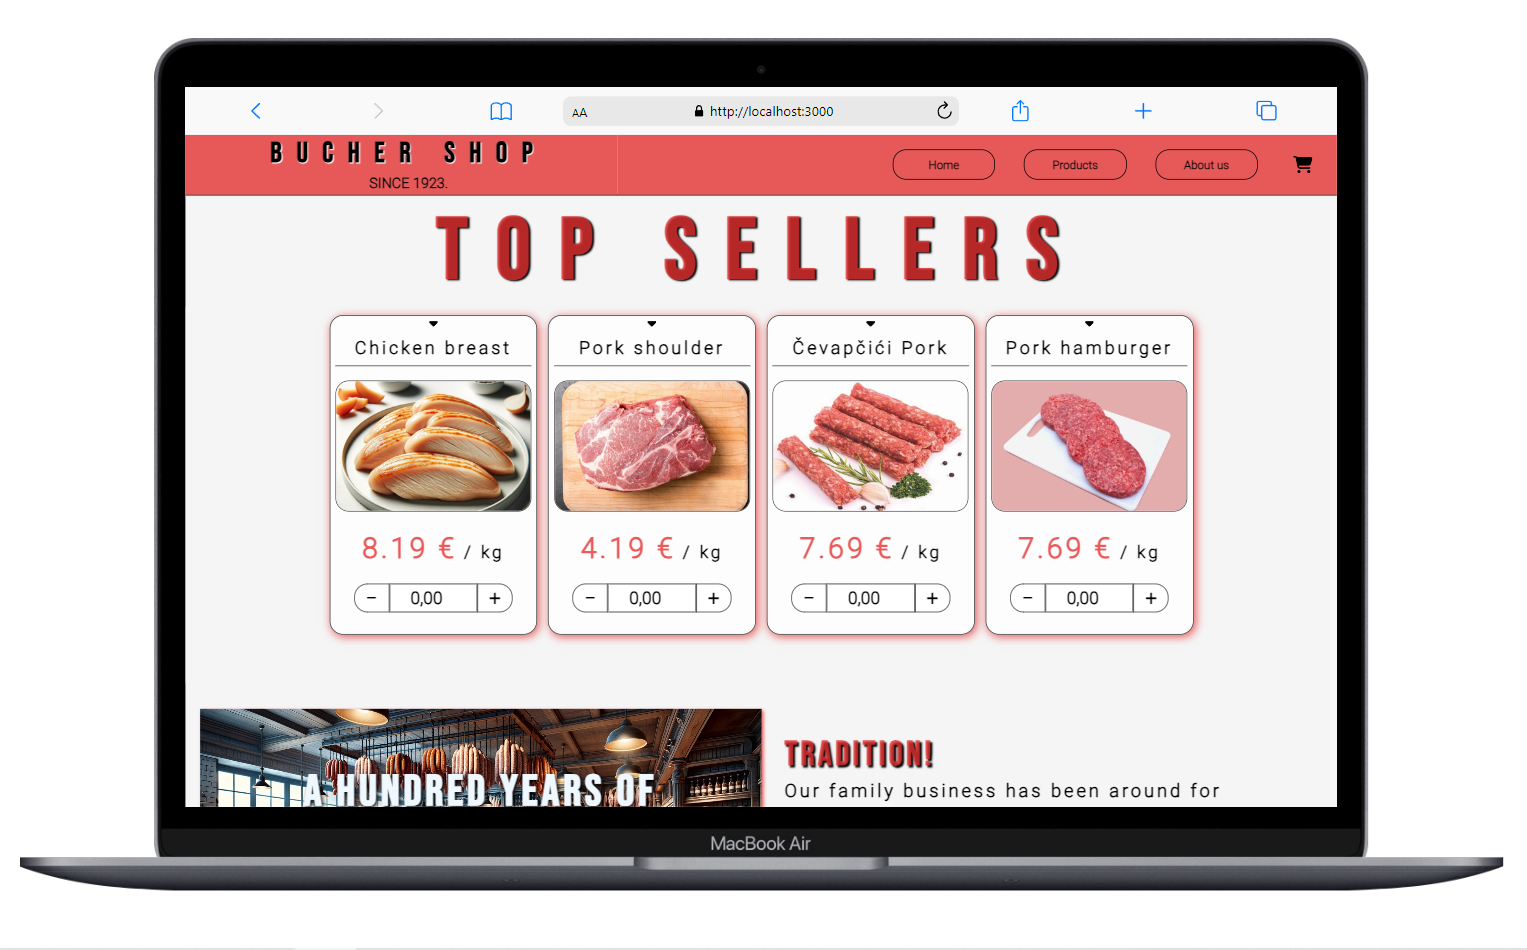 AA
http://localhost:3000
BUCHER SHOP
SINCE 1923.
Home
Products
About us
TOP SELLERS
Chicken breast
Pork shoulder
Čevapčići Pork
Pork hamburger
8.19 € / kg
4.19 € / kg
7.69 € / kg
7.69 € / kg
− 0,00 +
− 0,00 +
− 0,00 +
− 0,00 +
A HUNDRED YEARS OF
TRADITION!
Our family business has been around for
MacBook Air